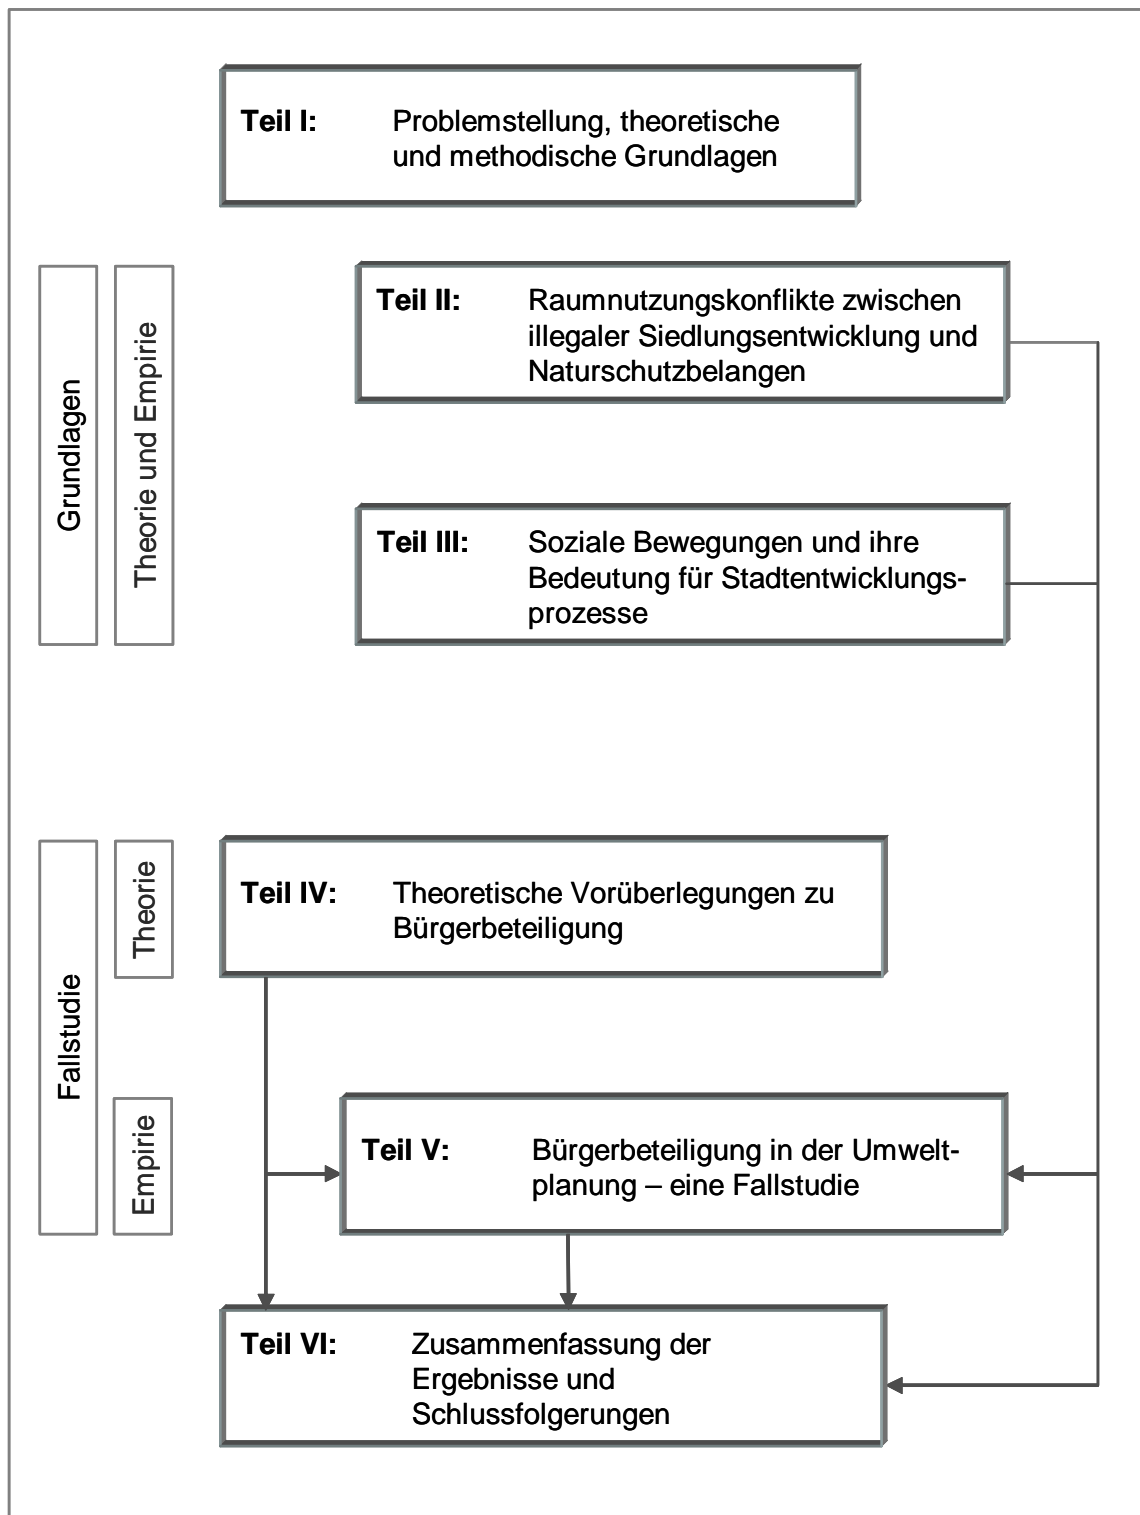 Teil I: Problemstellung, theoretische
und methodische Grundlagen
Grundlagen
Theorie und Empirie
Teil II: Raumnutzungskonflikte zwischen
illegaler Siedlungsentwicklung und
Naturschutzbelangen
Teil III: Soziale Bewegungen und ihre
Bedeutung für Stadtentwicklungs-
prozesse
Fallstudie
Theorie
Teil IV: Theoretische Vorüberlegungen zu
Bürgerbeteiligung
Empirie
Teil V: Bürgerbeteiligung in der Umwelt-
planung – eine Fallstudie
Teil VI: Zusammenfassung der
Ergebnisse und
Schlussfolgerungen